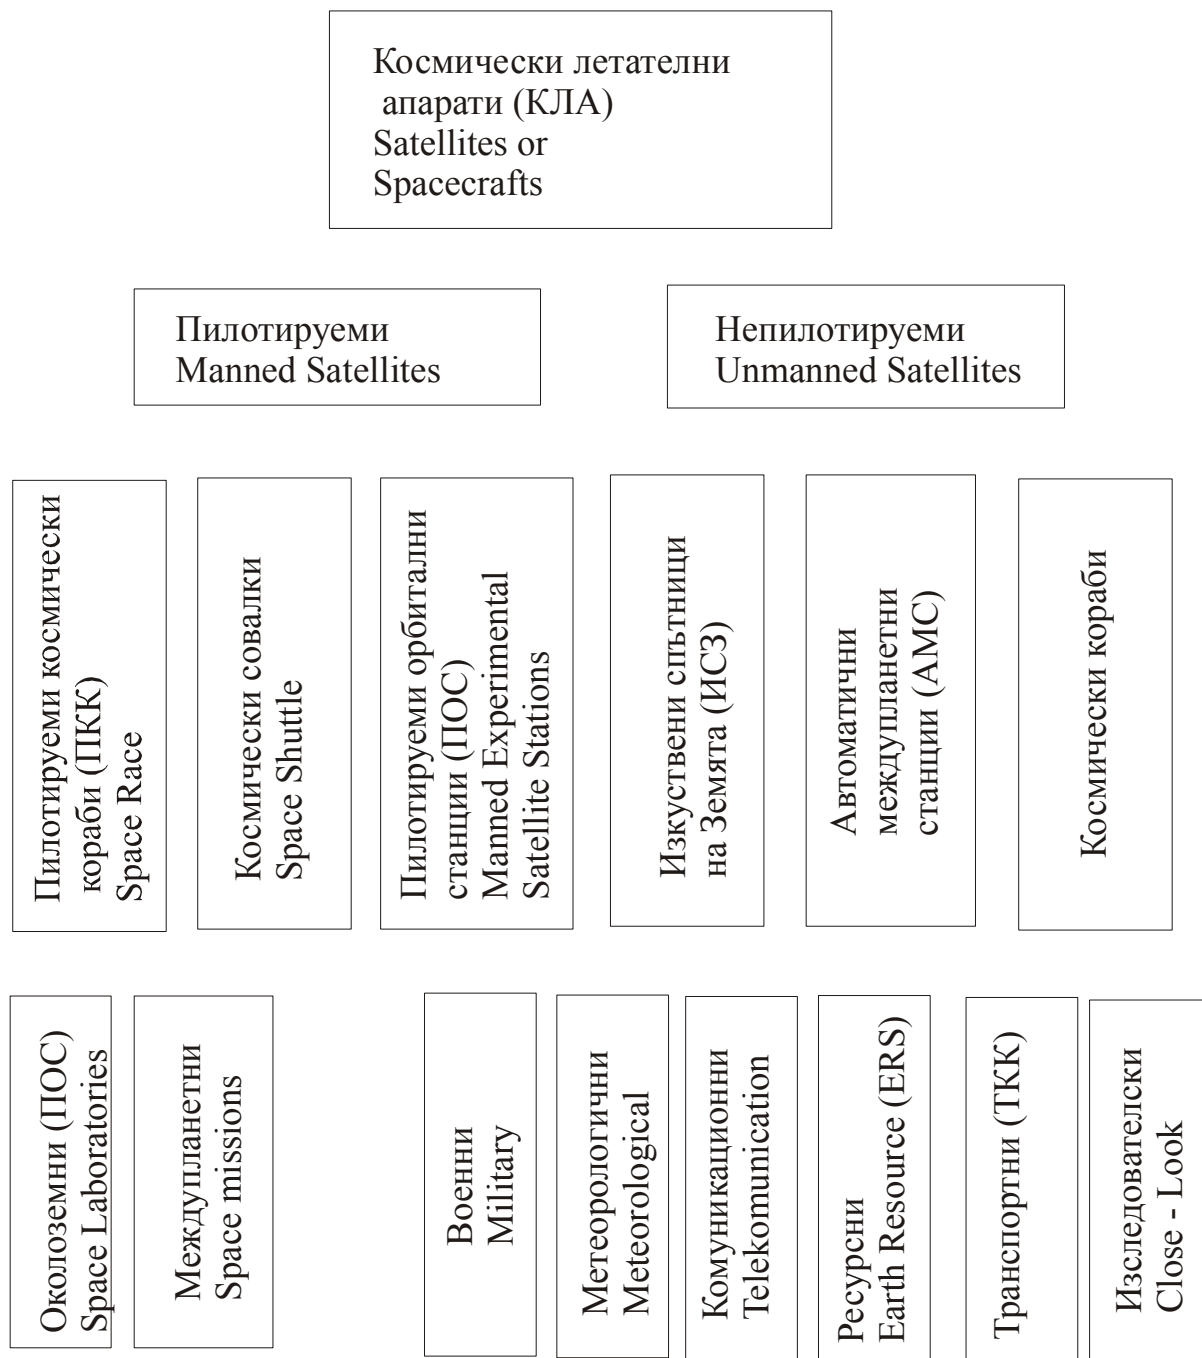 Космически летателни
апарати (КЛА)
Satellites or
Spacecrafts
Пилотируеми
Manned Satellites
Непилотируеми
Unmanned Satellites
Пилотируеми космически
кораби (ПКК)
Space Race
Космически совалки
Space Shuttle
Пилотируеми орбитални
станции (ПОС)
Manned Experimental
Satellite Stations
Изкуствени спътници
на Земята (ИСЗ)
Автоматични
междупланетни
станции (АМС)
Космически кораби
Околоземни (ПОС)
Space Laboratories
Междупланетни
Space missions
Военни
Military
Метеорологични
Meteorological
Комуникационни
Telekomunication
Ресурсни
Earth Resource (ERS)
Транспортни (ТКК)
Изследователски
Close - Look